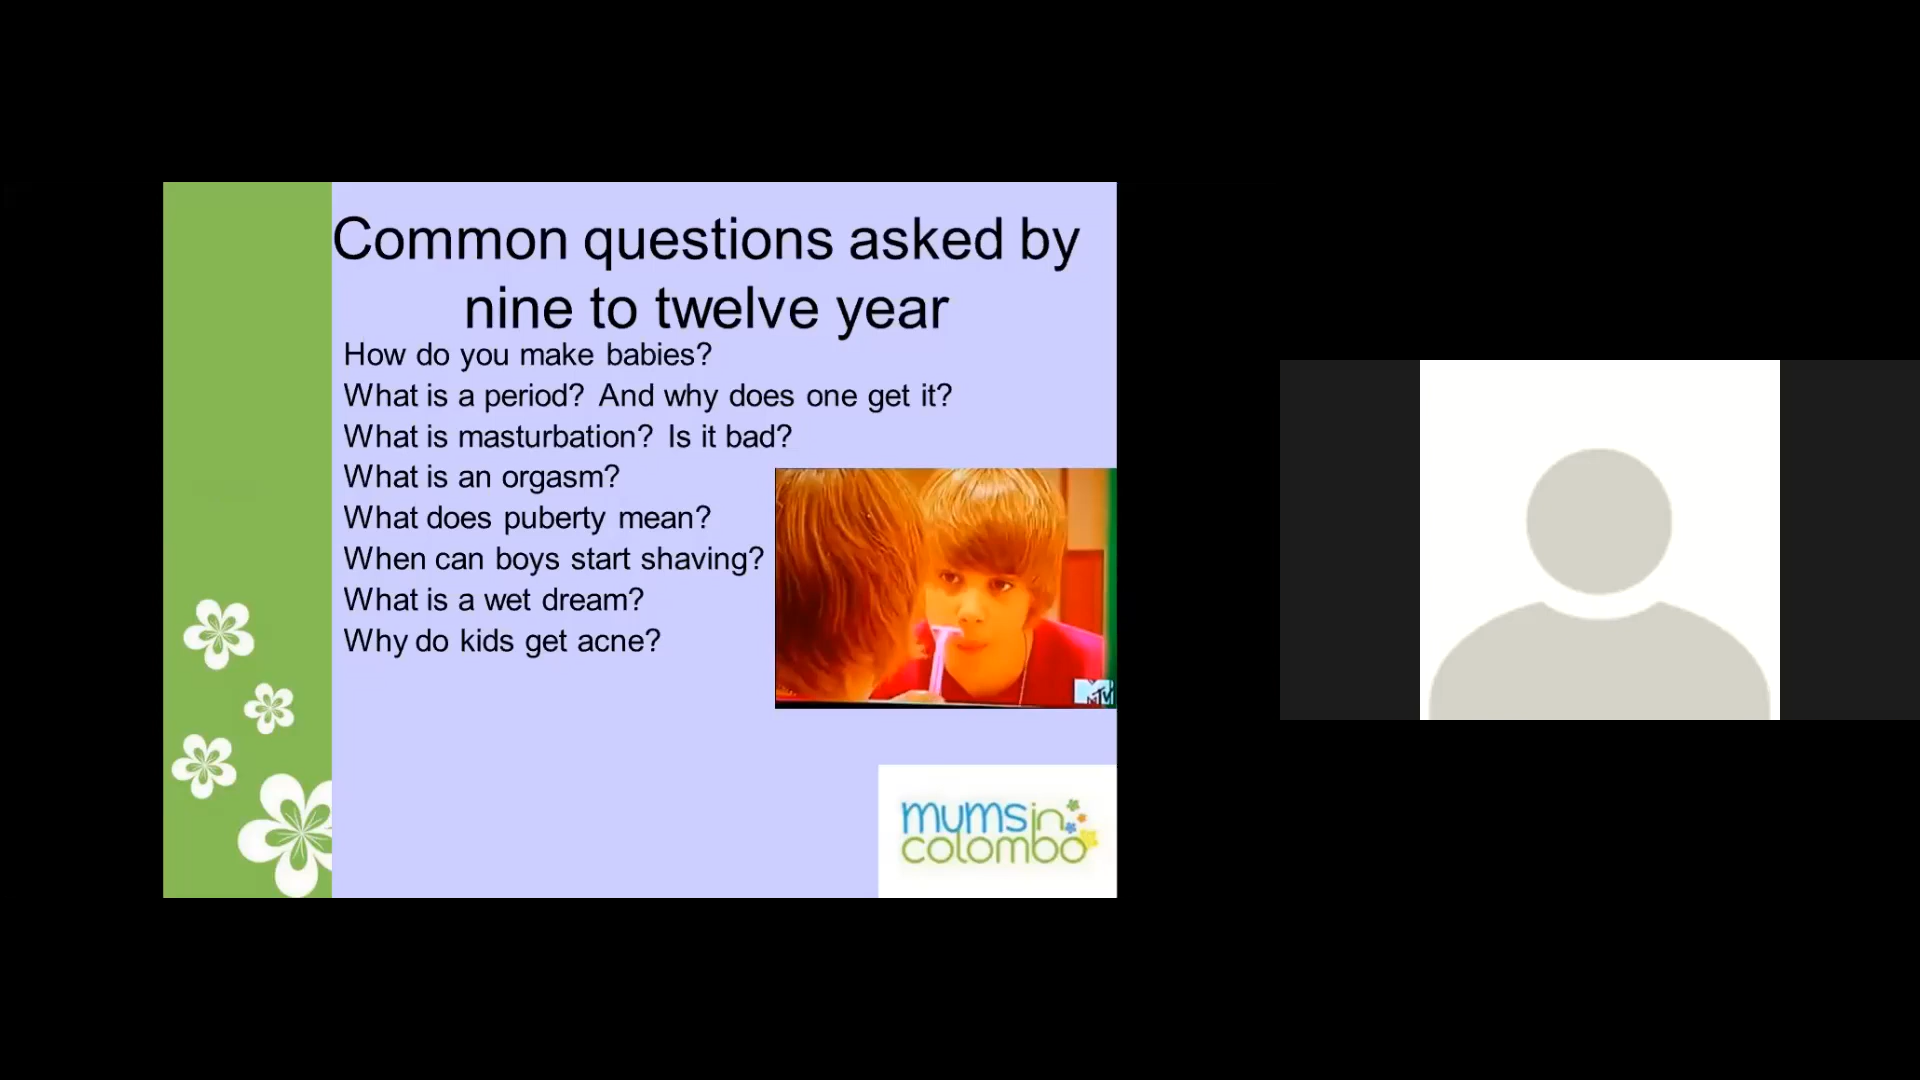 Common questions asked by
nine to twelve year
How do you make babies?
What is a period? And why does one get it?
What is masturbation? Is it bad?
What is an orgasm?
What does puberty mean?
When can boys start shaving?
What is a wet dream?
Why do kids get acne?
MTV
mums in
colombo